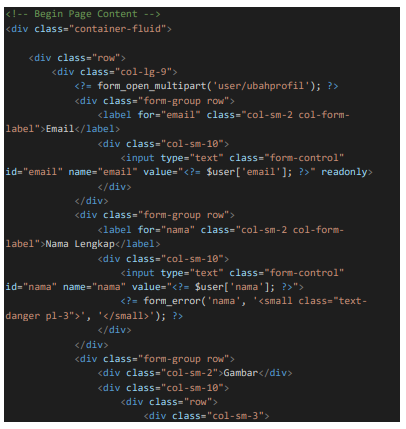 <!-- Begin Page Content -->
<div class="container-fluid">
<div class="row">
<div class="col-lg-9">
<?= form_open_multipart('user/ubahprofil'); ?>
<div class="form-group row">
<label for="email" class="col-sm-2 col-form-
label">Email</label>
<div class="col-sm-10">
<input type="text" class="form-control"
id="email" name="email" value="<?= $user['email']; ?>" readonly>
</div>
</div>
<div class="form-group row">
<label for="nama" class="col-sm-2 col-form-
label">Nama Lengkap</label>
<div class="col-sm-10">
<input type="text" class="form-control"
id="nama" name="nama" value="<?= $user['nama']; ?>">
<?= form_error('nama', '<small class="text-
danger pl-3">', '</small>'); ?>
</div>
</div>
<div class="form-group row">
<div class="col-sm-2">Gambar</div>
<div class="col-sm-10">
<div class="row">
<div class="col-sm-3">